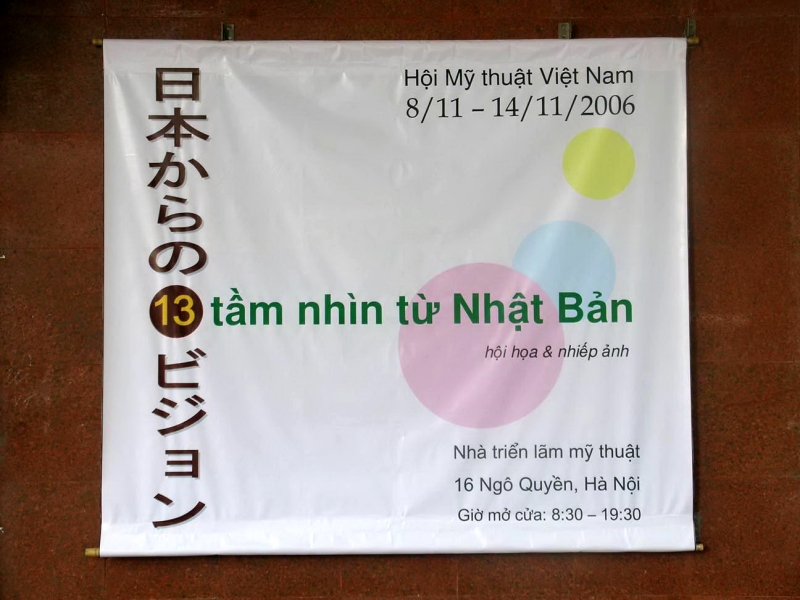 Hội Mỹ thuật Việt Nam
8/11 – 14/11/2006
日本からの13ビジョン
13 tầm nhìn từ Nhật Bản
hội họa & nhiếp ảnh
Nhà triển lãm mỹ thuật
16 Ngô Quyền, Hà Nội
Giờ mở cửa: 8:30 – 19:30